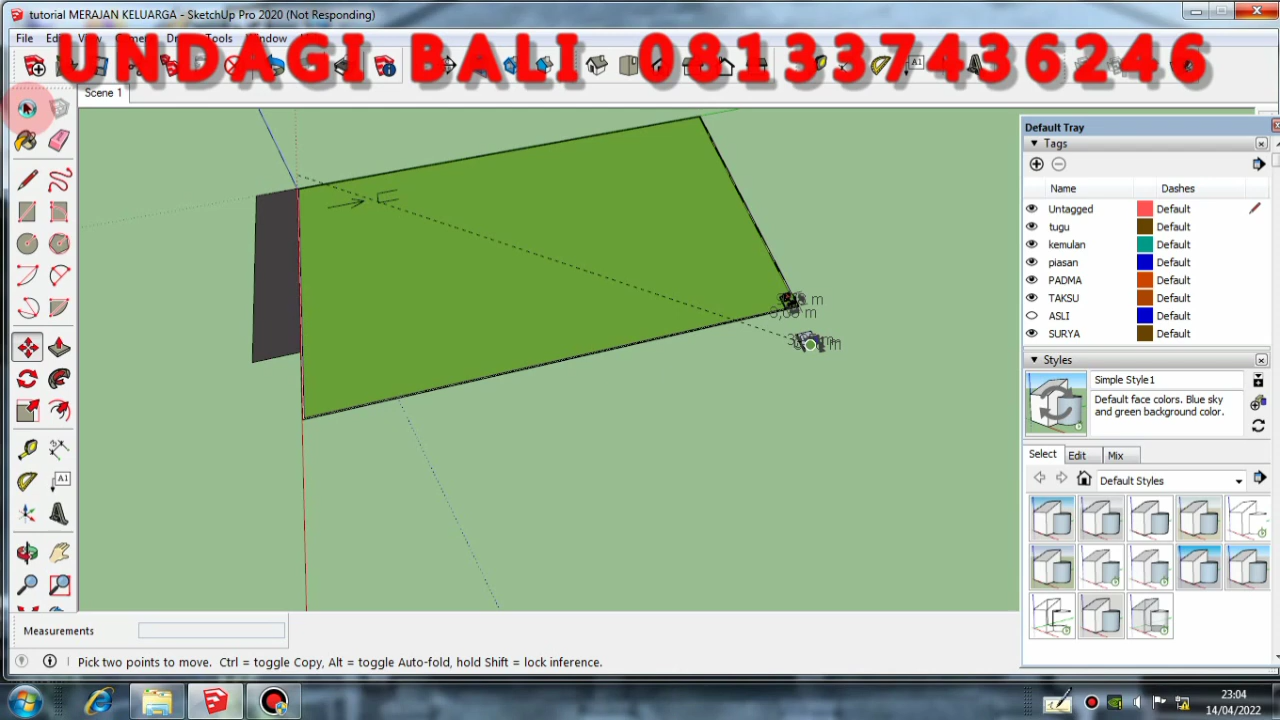 tutorial MERAJAN KELUARGA - SketchUp Pro 2020 (Not Responding)
File
Window
UNDAGI BALI 081337436246
Scene 1
Default Tray
Tags
Name Dashes
Untagged Default
tugu Default
kemulan Default
piasan Default
PADMA Default
TAKSU Default
ASLI Default
SURYA Default
Styles
Simple Style1
Default face colors. Blue sky
and green background color.
Select Edit Mix
Default Styles
A1
Measurements
Pick two points to move. Ctrl = toggle Copy, Alt = toggle Auto-fold, hold Shift = lock inference.
23:04
14/04/2022